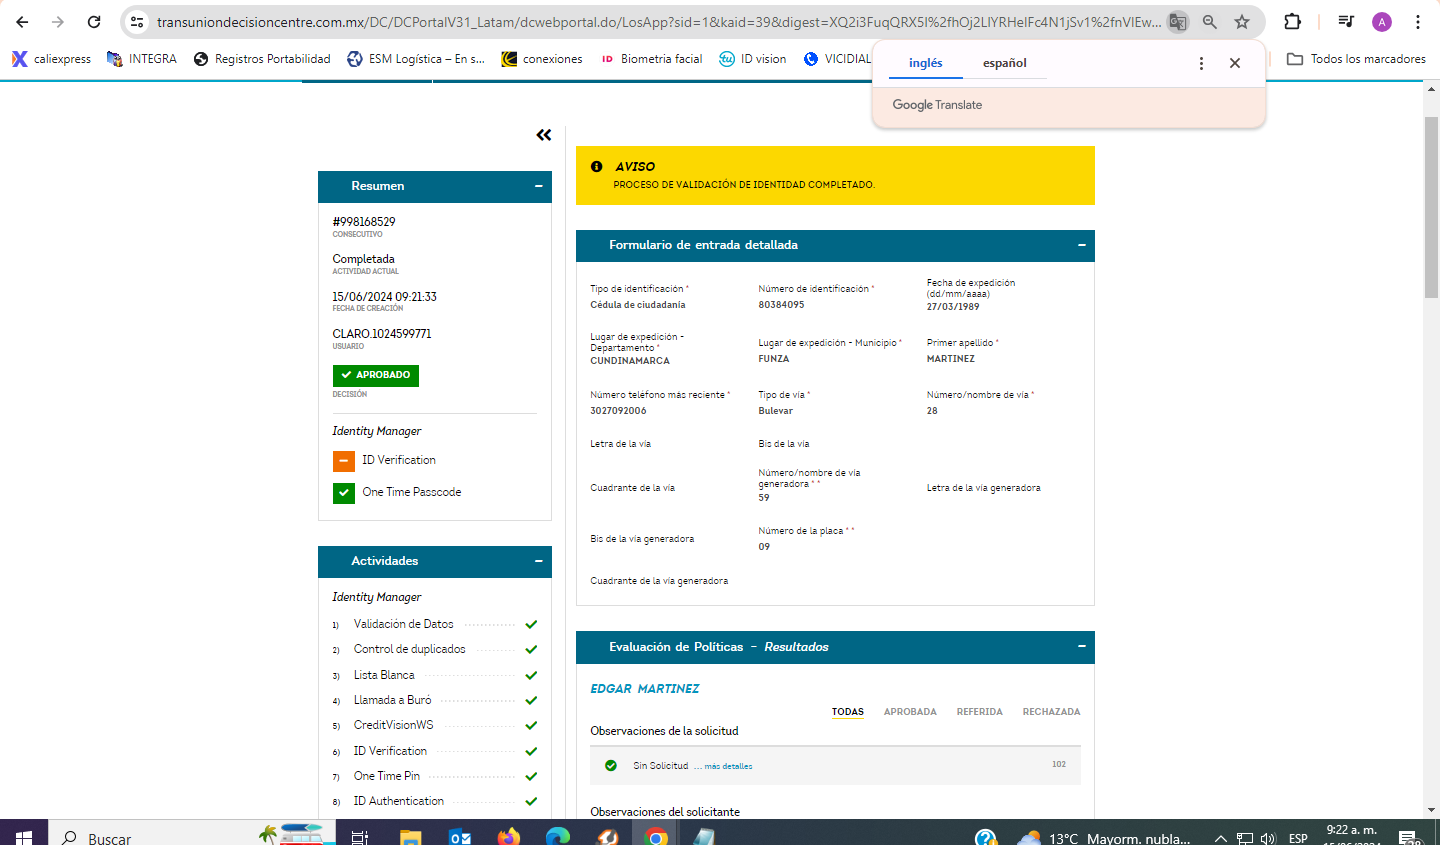 transuniondecisioncentre.com.mx/DC/DCPortalV31_Latam/dcwebportal.do/LosApp?sid=1&kaid=39&digest=XQ2i3FuqQRX5I%2fhOj2LlYRHeIFc4N1jSv1%2fnVIEw...
A
caliexpress
INTEGRA
Registros Portabilidad
ESM Logística – En s...
conexiones
ID
Biometria facial
tu
ID vision
VICIDIAL
Todos los marcadores
inglés
español
Google Translate
AVISO
PROCESO DE VALIDACIÓN DE IDENTIDAD COMPLETADO.
Resumen
#998168529
CONSECUTIVO
Completada
ACTIVIDAD ACTUAL
15/06/2024 09:21:33
FECHA DE CREACIÓN
CLARO.1024599771
USUARIO
APROBADO
DECISIÓN
Identity Manager
ID Verification
One Time Passcode
Actividades
Identity Manager
1) Validación de Datos
2) Control de duplicados
3) Lista Blanca
4) Llamada a Buró
5) CreditVisionWS
6) ID Verification
7) One Time Pin
8) ID Authentication
Formulario de entrada detallada
Tipo de identificación *
Cédula de ciudadanía
Número de identificación *
80384095
Fecha de expedición
(dd/mm/aaaa)
27/03/1989
Lugar de expedición -
Departamento *
CUNDINAMARCA
Lugar de expedición - Municipio *
FUNZA
Primer apellido *
MARTINEZ
Número teléfono más reciente *
3027092006
Tipo de vía *
Bulevar
Número/nombre de vía *
28
Letra de la vía
Bis de la vía
Cuadrante de la vía
Número/nombre de vía
generadora * *
59
Letra de la vía generadora
Bis de la vía generadora
Número de la placa * *
09
Cuadrante de la vía generadora
Evaluación de Políticas - Resultados
EDGAR MARTINEZ
TODAS
APROBADA
REFERIDA
RECHAZADA
Observaciones de la solicitud
Sin Solicitud ... más detalles
102
Observaciones del solicitante
Buscar
13°C Mayorm. nubla...
ESP
9:22 a. m.